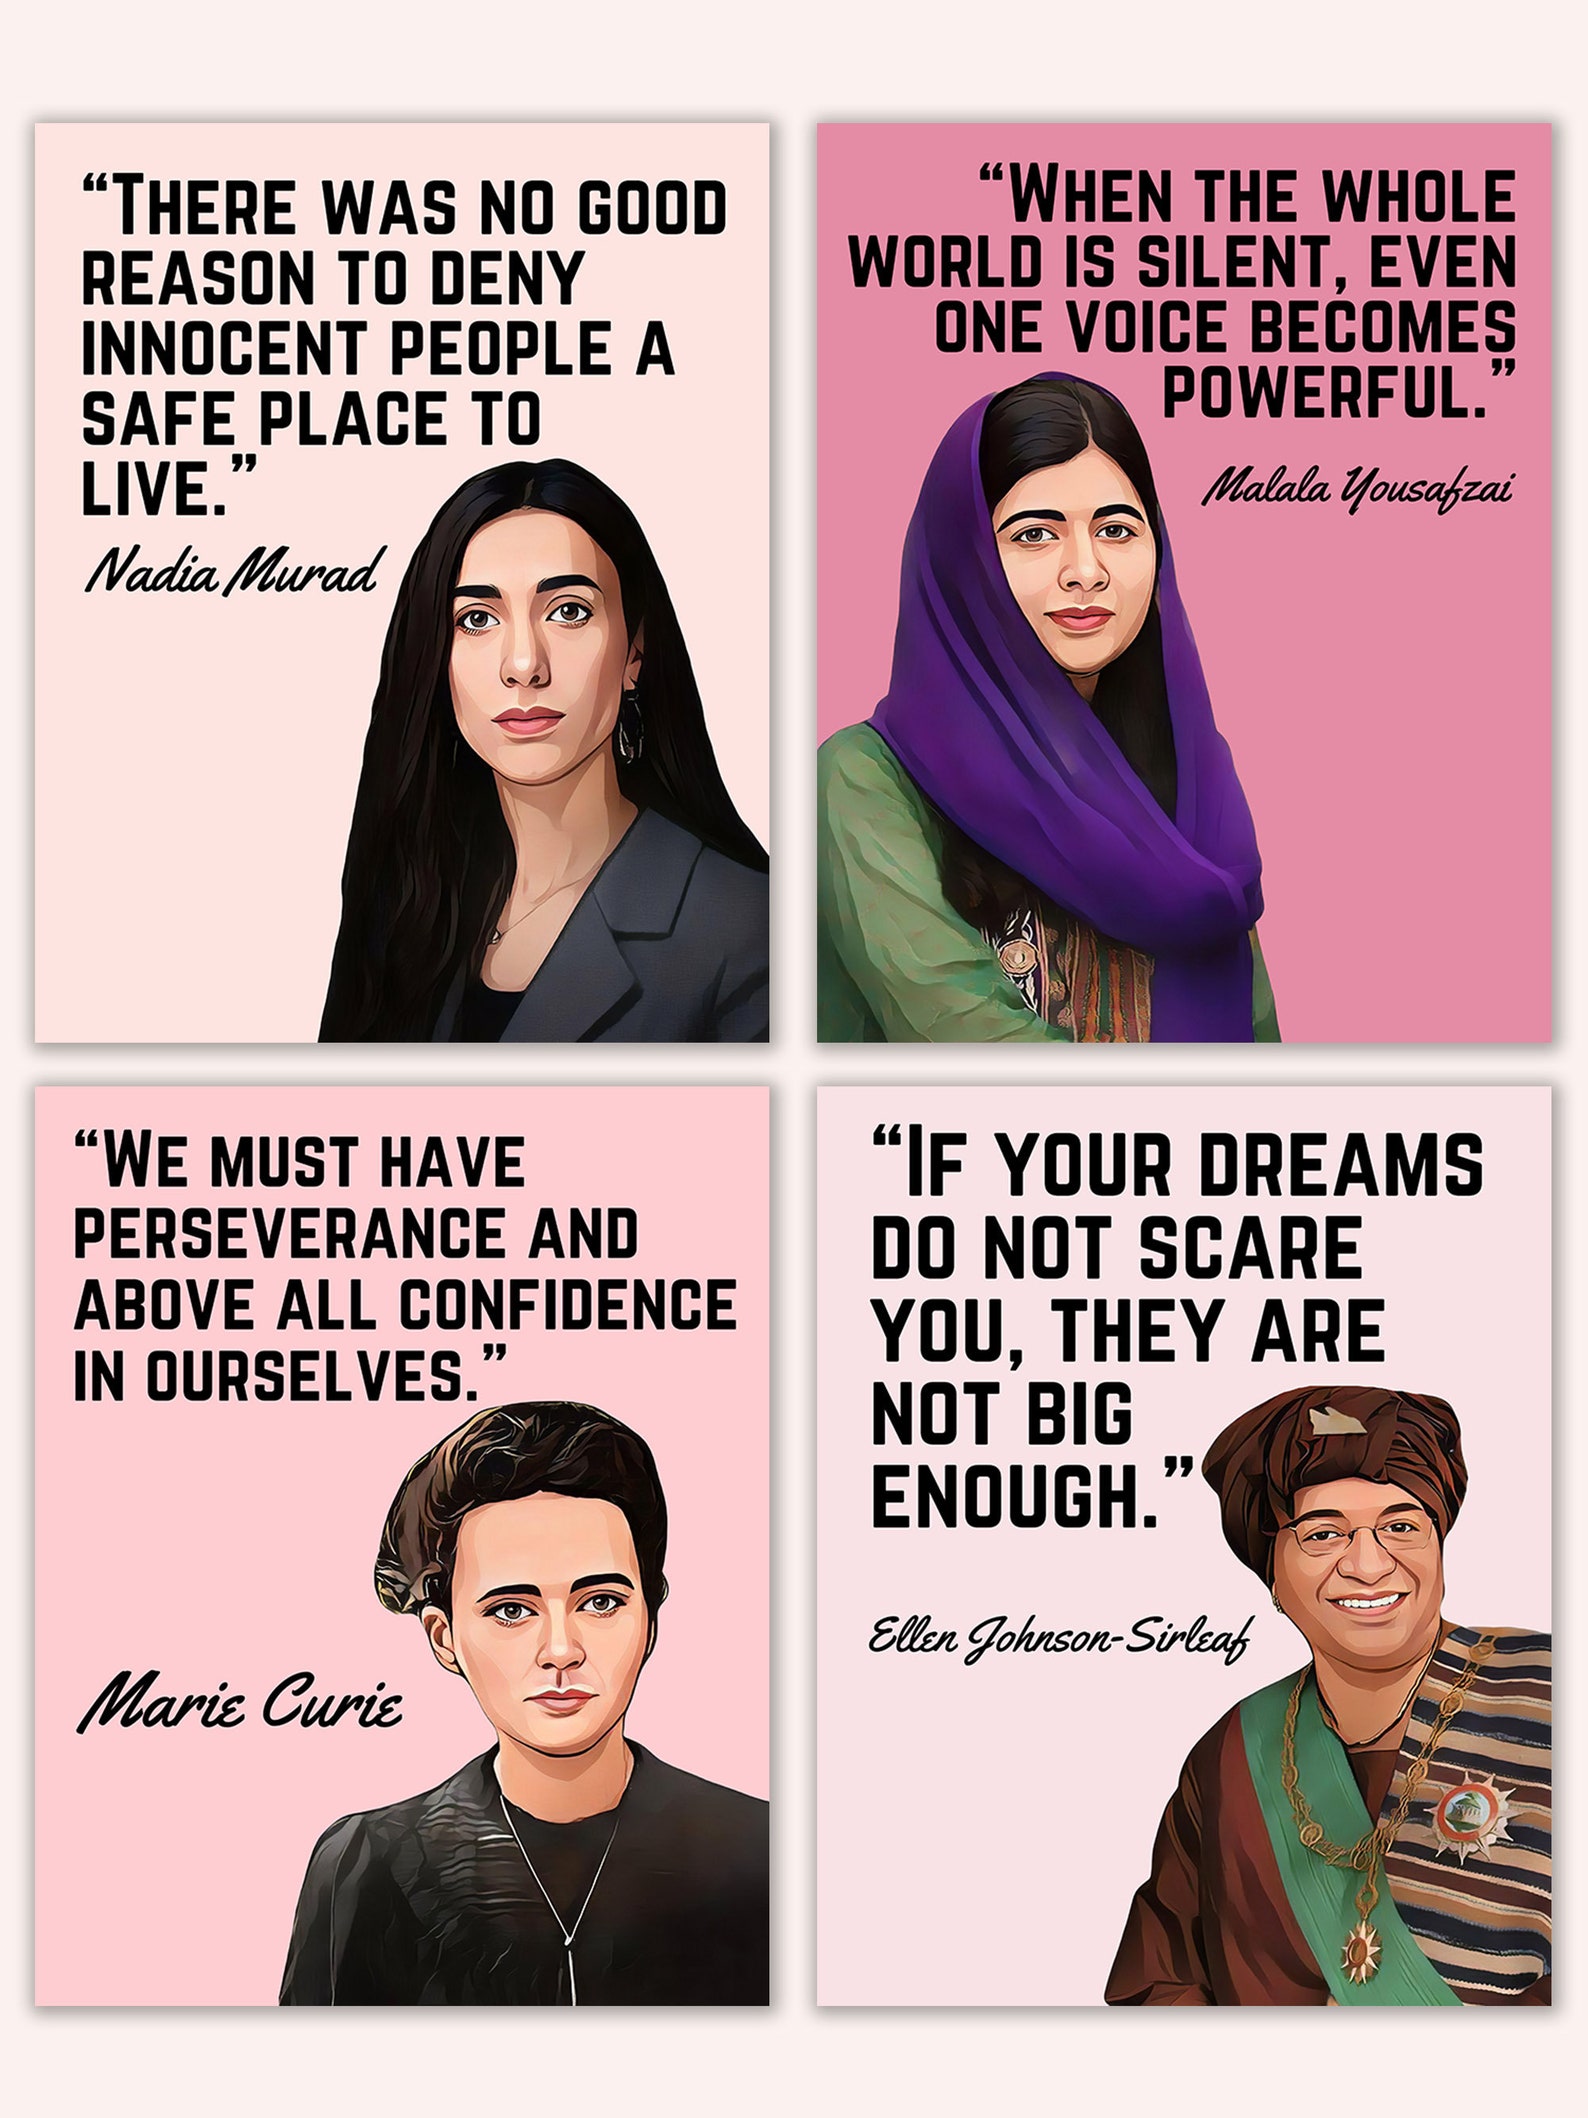 “There was no good
reason to deny
innocent people a
safe place to
live.”
Nadia Murad
“When the whole
world is silent, even
one voice becomes
powerful.”
Malala Yousafzai
“We must have
perseverance and
above all confidence
in ourselves.”
Marie Curie
“If your dreams
do not scare
you, they are
not big
enough.”
Ellen Johnson-Sirleaf